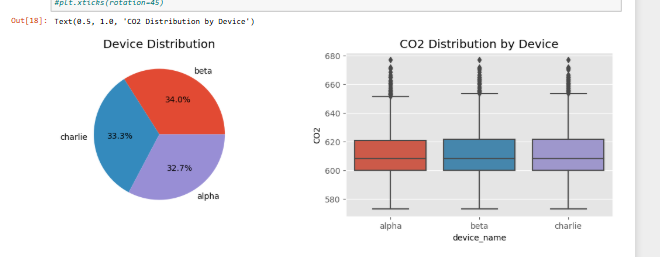 #plt.xticks(rotation=45)
Out[18]: Text(0.5, 1.0, 'CO2 Distribution by Device')
Device Distribution
beta
34.0%
charlie
33.3%
32.7%
alpha
CO2 Distribution by Device
680
660
640
620
600
580
CO2
alpha beta charlie
device_name